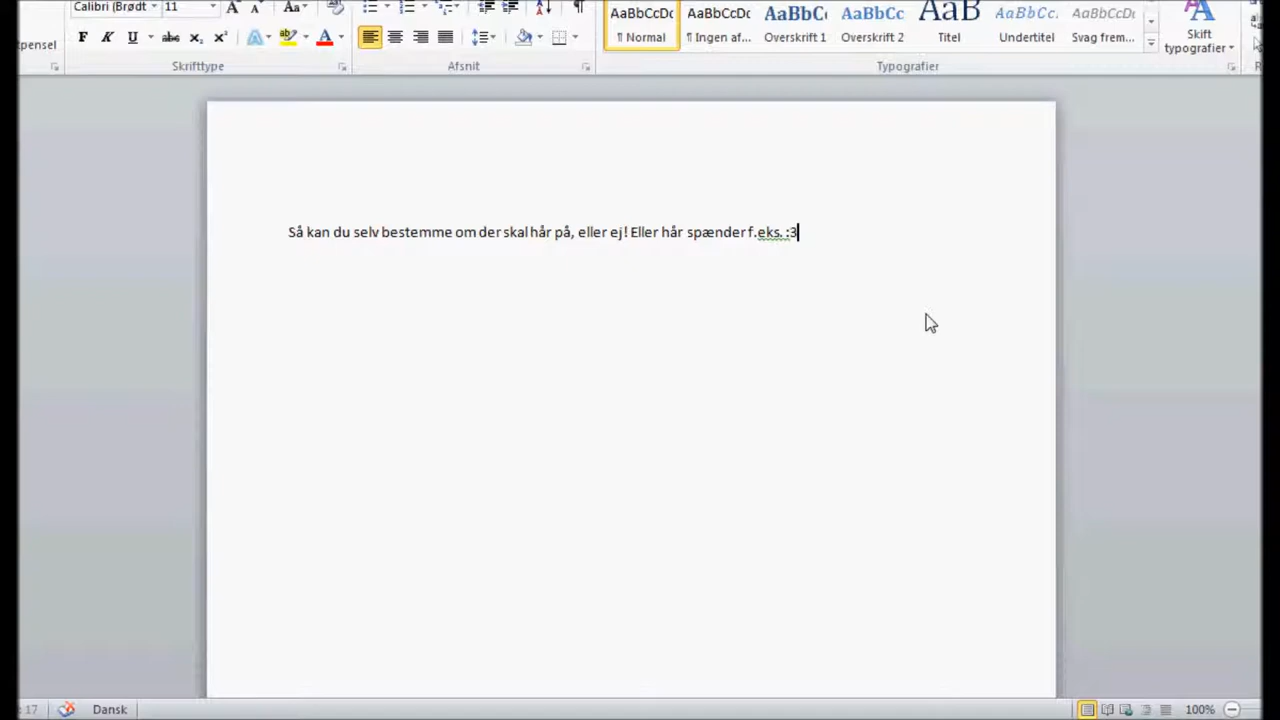 Calibri (Brødt 11 Aa
AaBbCcDc AaBbCcDc AaBbC AaBbCc AaB AaBbCc. AaBbCcDc
pensel F K U abc x₂ x² A ¶ Normal ¶ Ingen af... Overskrift 1 Overskrift 2 Titel Undertitel Svag frem... Skift typografier
Skrifttype Afsnit Typografier
Så kan du selv bestemme om der skal hår på, eller ej! Eller hår spænder f.eks. :3
: 17 Dansk 100%